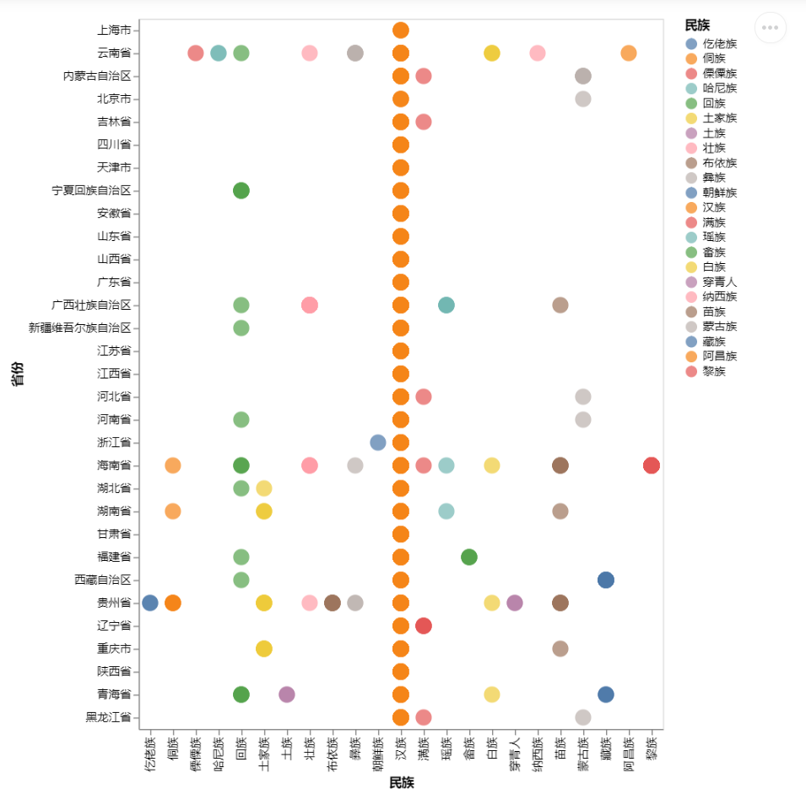 民族
仡佬族
侗族
傈僳族
哈尼族
回族
土家族
土族
壮族
布依族
彝族
朝鲜族
汉族
满族
瑶族
畲族
白族
穿青人
纳西族
苗族
蒙古族
藏族
阿昌族
黎族
省份
上海市
云南省
内蒙古自治区
北京市
吉林省
四川省
天津市
宁夏回族自治区
安徽省
山东省
山西省
广东省
广西壮族自治区
新疆维吾尔族自治区
江苏省
江西省
河北省
河南省
浙江省
海南省
湖北省
湖南省
甘肃省
福建省
西藏自治区
贵州省
辽宁省
重庆市
陕西省
青海省
黑龙江省
仡佬族
侗族
傈僳族
哈尼族
回族
土家族
土族
壮族
布依族
彝族
朝鲜族
汉族
满族
瑶族
畲族
白族
穿青人
纳西族
苗族
蒙古族
藏族
阿昌族
黎族
民族